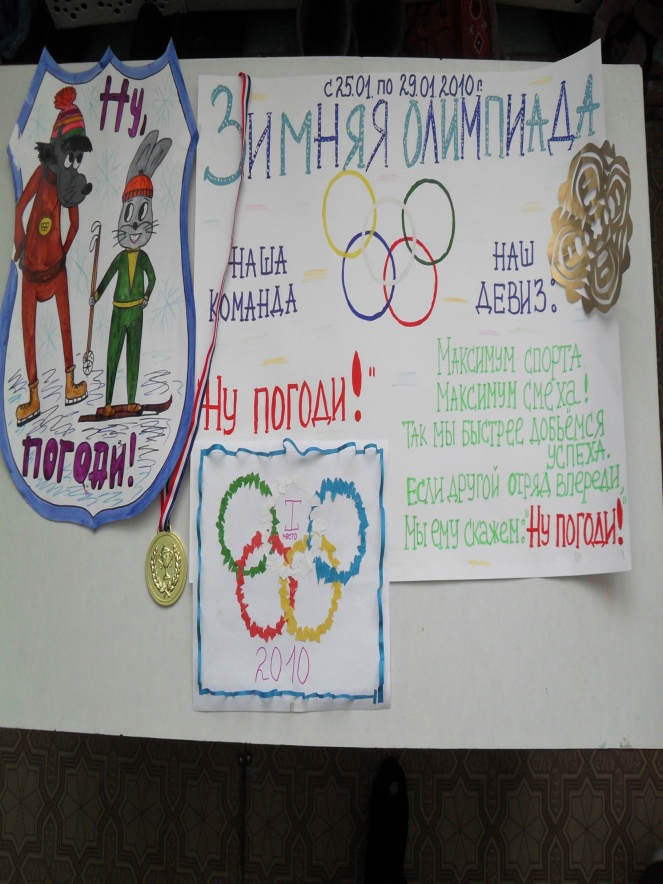 Ну,
погоди!
с 25.01. по 29.01.2010 г.
Зимняя олимпиада
Наша
команда
Ну погоди!"
Наш
девиз:
Максимум спорта
Максимум смеха!
Так мы быстрее добьёмся
успеха.
Если другой отряд впереди,
Мы ему скажем:"Ну погоди!"
I
место
2010